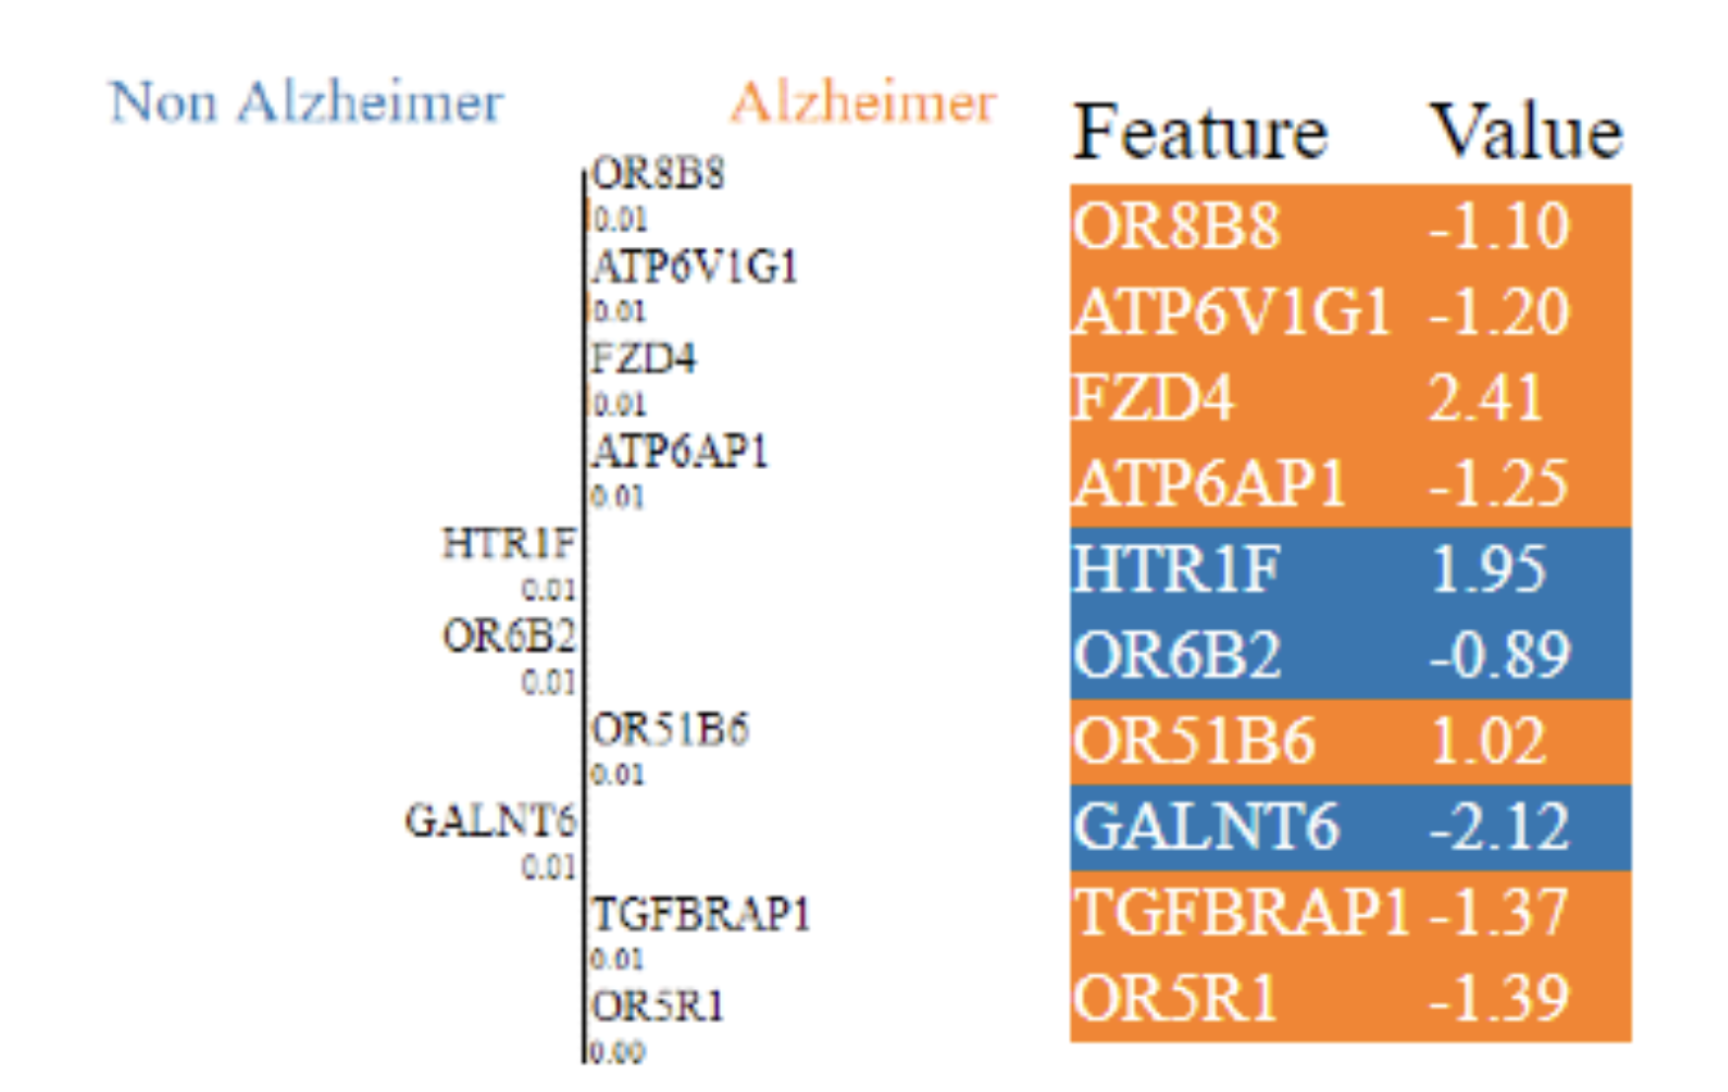 Non Alzheimer Alzheimer
OR8B8
0.01
ATP6V1G1
0.01
FZD4
0.01
ATP6AP1
0.01
HTR1F
0.01
OR6B2
0.01
OR51B6
0.01
GALNT6
0.01
TGFBRAP1
0.01
OR5R1
0.00
Feature Value
OR8B8 -1.10
ATP6V1G1 -1.20
FZD4 2.41
ATP6AP1 -1.25
HTR1F 1.95
OR6B2 -0.89
OR51B6 1.02
GALNT6 -2.12
TGFBRAP1 -1.37
OR5R1 -1.39